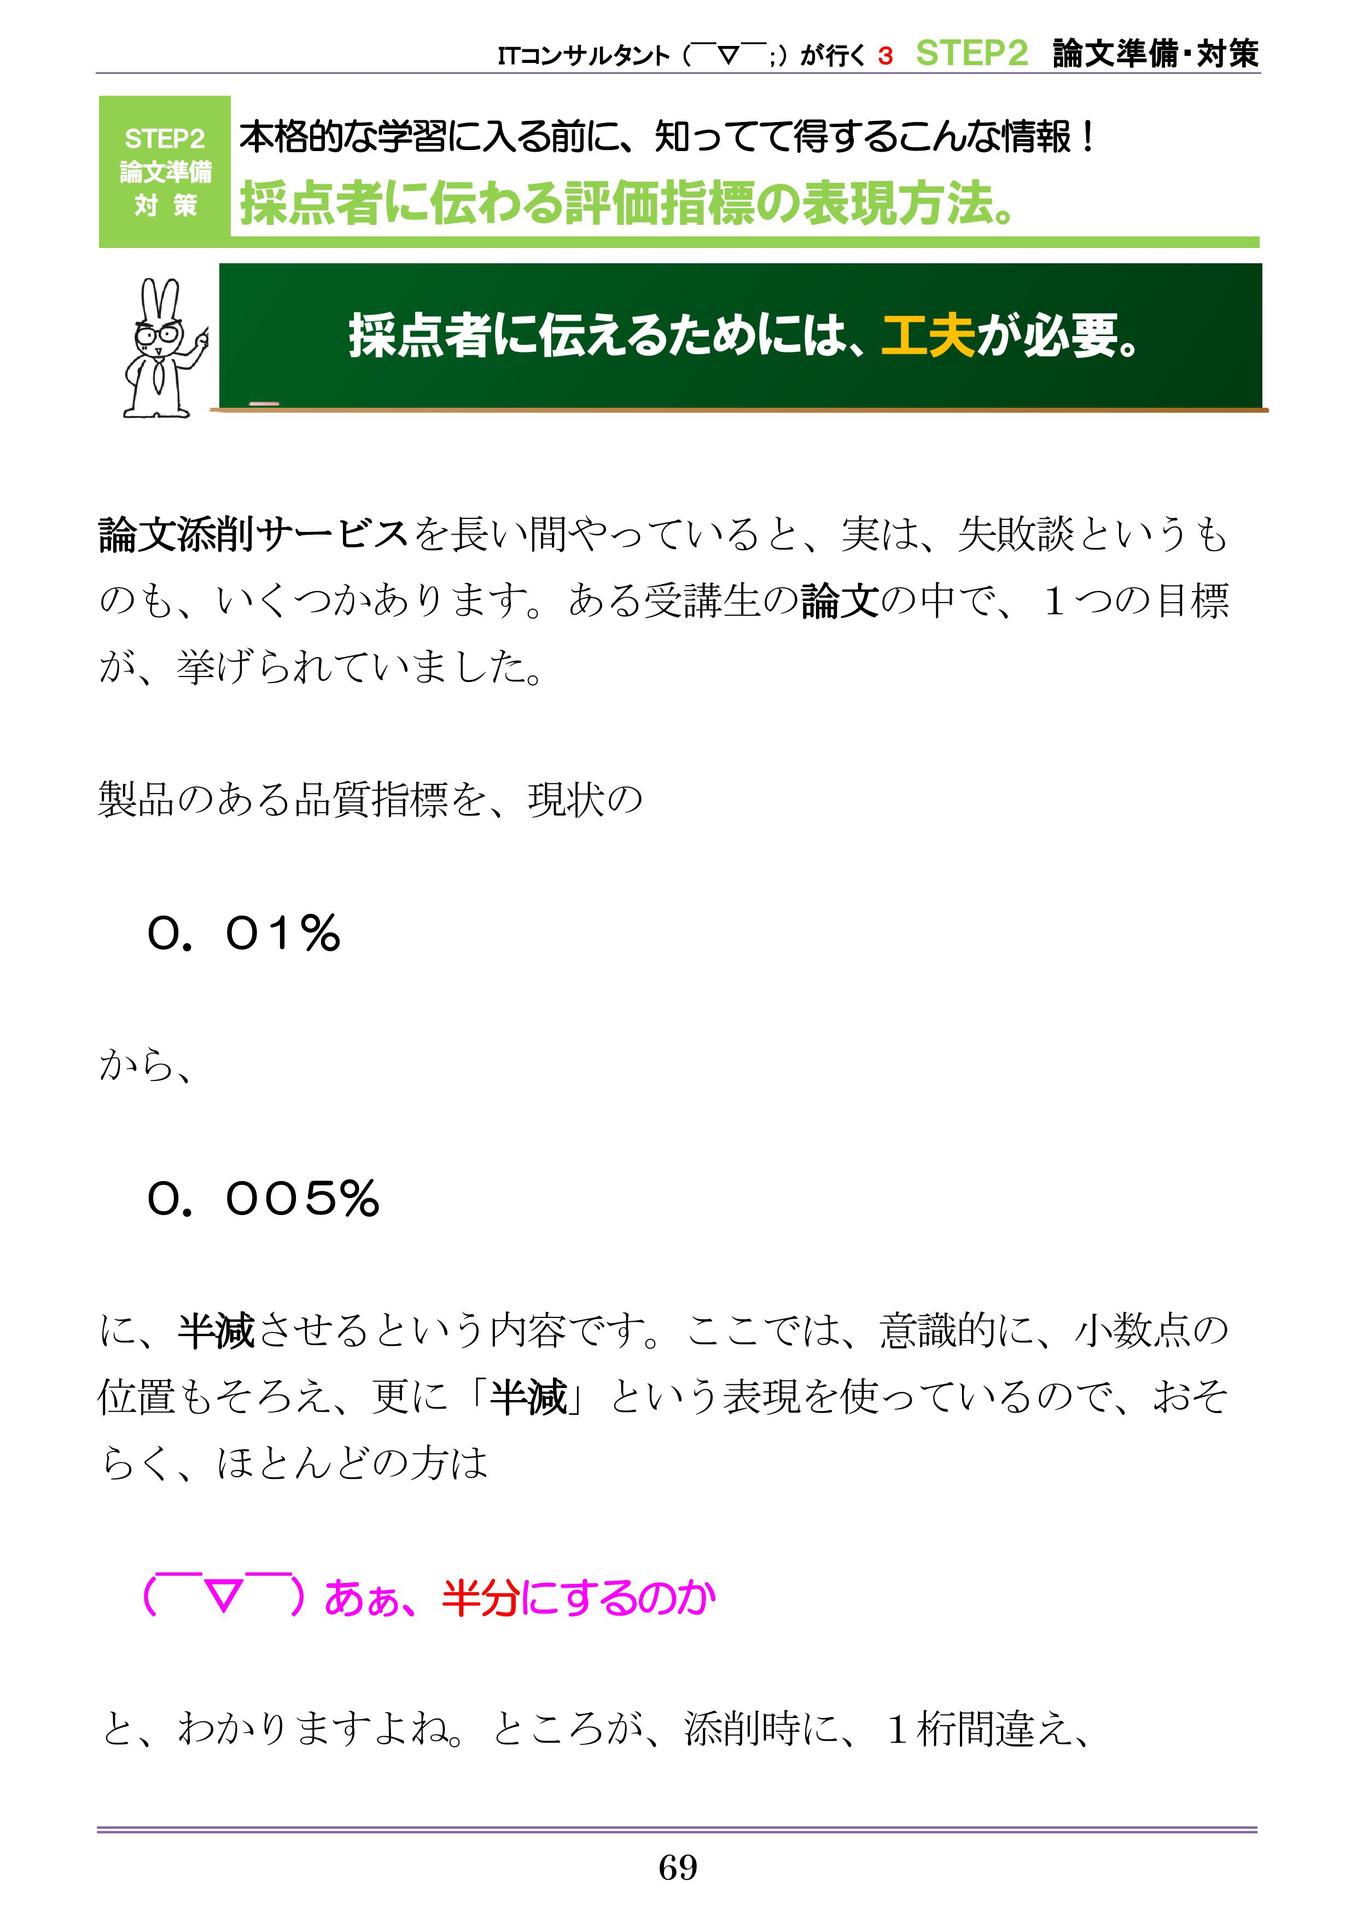 ITコンサルタント（￣▽￣;）が行く 3 STEP2 論文準備・対策
STEP2
論文準備
対 策
本格的な学習に入る前に、知ってて得するこんな情報！
採点者に伝わる評価指標の表現方法。
採点者に伝えるためには、工夫が必要。
論文添削サービスを長い間やっていると、実は、失敗談というも
のも、いくつかあります。ある受講生の論文の中で、１つの目標
が、挙げられていました。
製品のある品質指標を、現状の
０．０１％
から、
０．００５％
に、半減させるという内容です。ここでは、意識的に、小数点の
位置もそろえ、更に「半減」という表現を使っているので、おそ
らく、ほとんどの方は
（￣▽￣）あぁ、半分にするのか
と、わかりますよね。ところが、添削時に、１桁間違え、
69